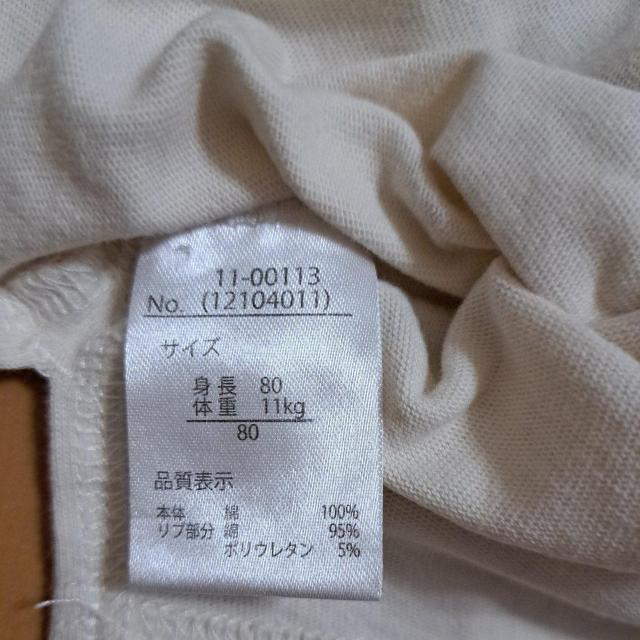 11-00113
No. (12104011)
サイズ
身長 80
体重 11kg
80
品質表示
本体 綿 100%
リブ部分 綿 95%
ポリウレタン 5%